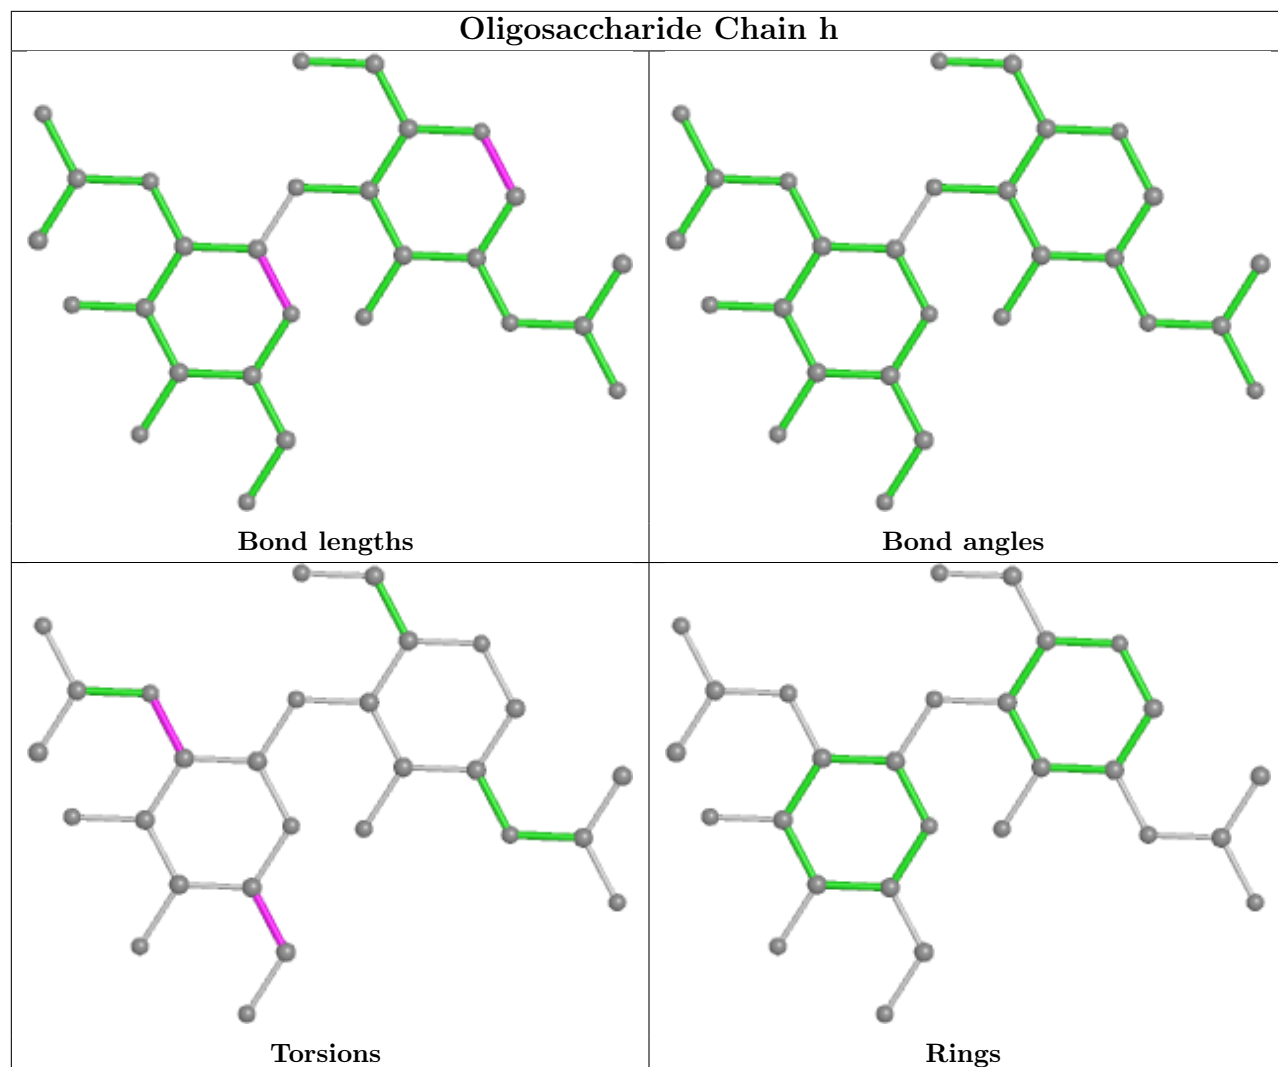 Oligosaccharide Chain h
Bond lengths
Bond angles
Torsions
Rings